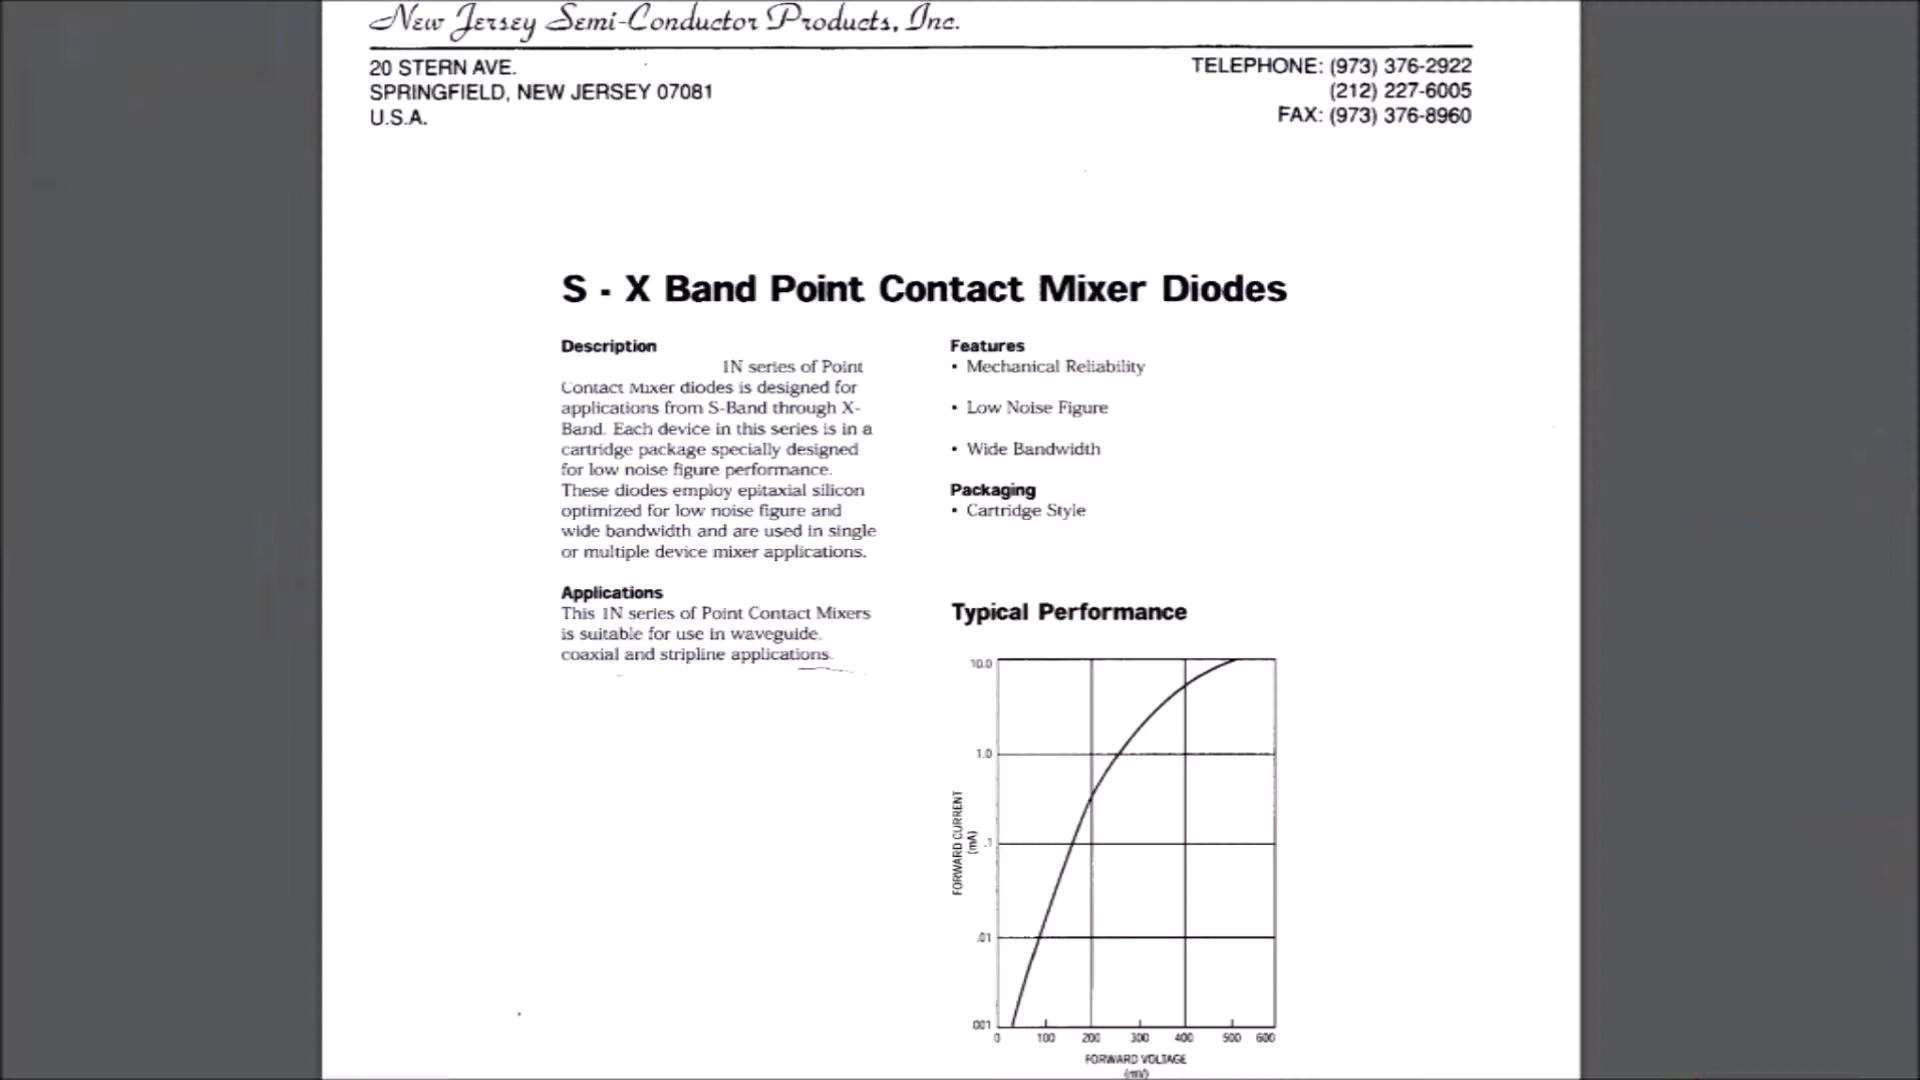 New Jersey Semi-Conductor Products, Inc.
20 STERN AVE.
SPRINGFIELD, NEW JERSEY 07081
U.S.A.
TELEPHONE: (973) 376-2922
(212) 227-6005
FAX: (973) 376-8960
S - X Band Point Contact Mixer Diodes
Description
1N series of Point
Contact Mixer diodes is designed for
applications from S-Band through X-
Band. Each device in this series is in a
cartridge package specially designed
for low noise figure performance.
These diodes employ epitaxial silicon
optimized for low noise figure and
wide bandwidth and are used in single
or multiple device mixer applications.
Applications
This 1N series of Point Contact Mixers
is suitable for use in waveguide,
coaxial and stripline applications.
Features
• Mechanical Reliability
• Low Noise Figure
• Wide Bandwidth
Packaging
• Cartridge Style
Typical Performance
10.0
1.0
.1
.01
.001
FORWARD CURRENT
(mA)
0 100 200 300 400 500 600
FORWARD VOLTAGE
(mV)